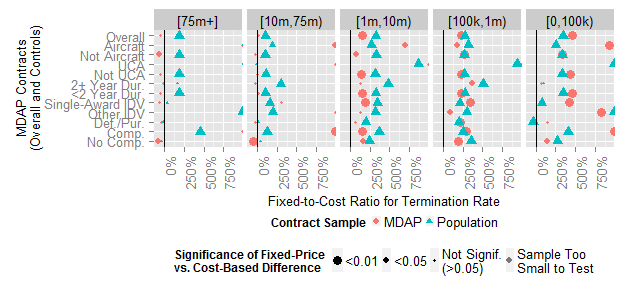 [75m+] [10m,75m) [1m,10m) [100k,1m) [0,100k)
MDAP Contracts
(Overall and Controls)
Overall
Aircraft
Not Aircraft
UCA
Not UCA
2+ Year Dur.
<2 Year Dur.
Single-Award IDV
Other IDV
Def./Pur.
Comp.
No Comp.
0% 250% 500% 750% 0% 250% 500% 750% 0% 250% 500% 750% 0% 250% 500% 750% 0% 250% 500% 750%
Fixed-to-Cost Ratio for Termination Rate
Contract Sample MDAP Population
Significance of Fixed-Price
vs. Cost-Based Difference
<0.01 <0.05 Not Signif.
(>0.05)
Sample Too
Small to Test